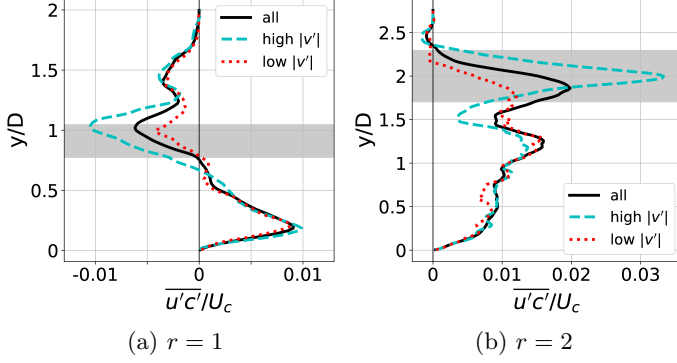 2
1.5
1
0.5
0
y/D
-0.01
0
0.01
u'c'/U_c
all
high |v'|
low |v'|
(a) r = 1
2.5
2
1.5
1
0.5
0
y/D
0
0.01
0.02
0.03
u'c'/U_c
all
high |v'|
low |v'|
(b) r = 2